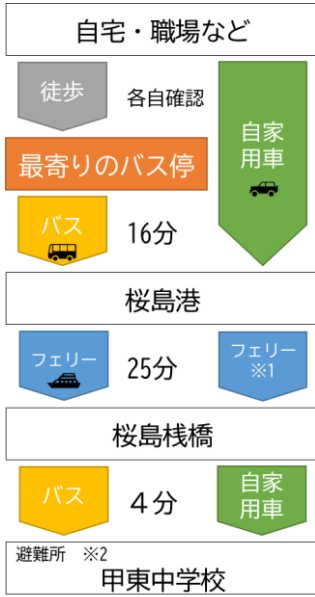 自宅・職場など
徒歩
各自確認
自家
用車
最寄りのバス停
バス
16分
桜島港
フェリー
25分
フェリー
※1
桜島桟橋
バス
4分
自家
用車
避難所 ※2
甲東中学校